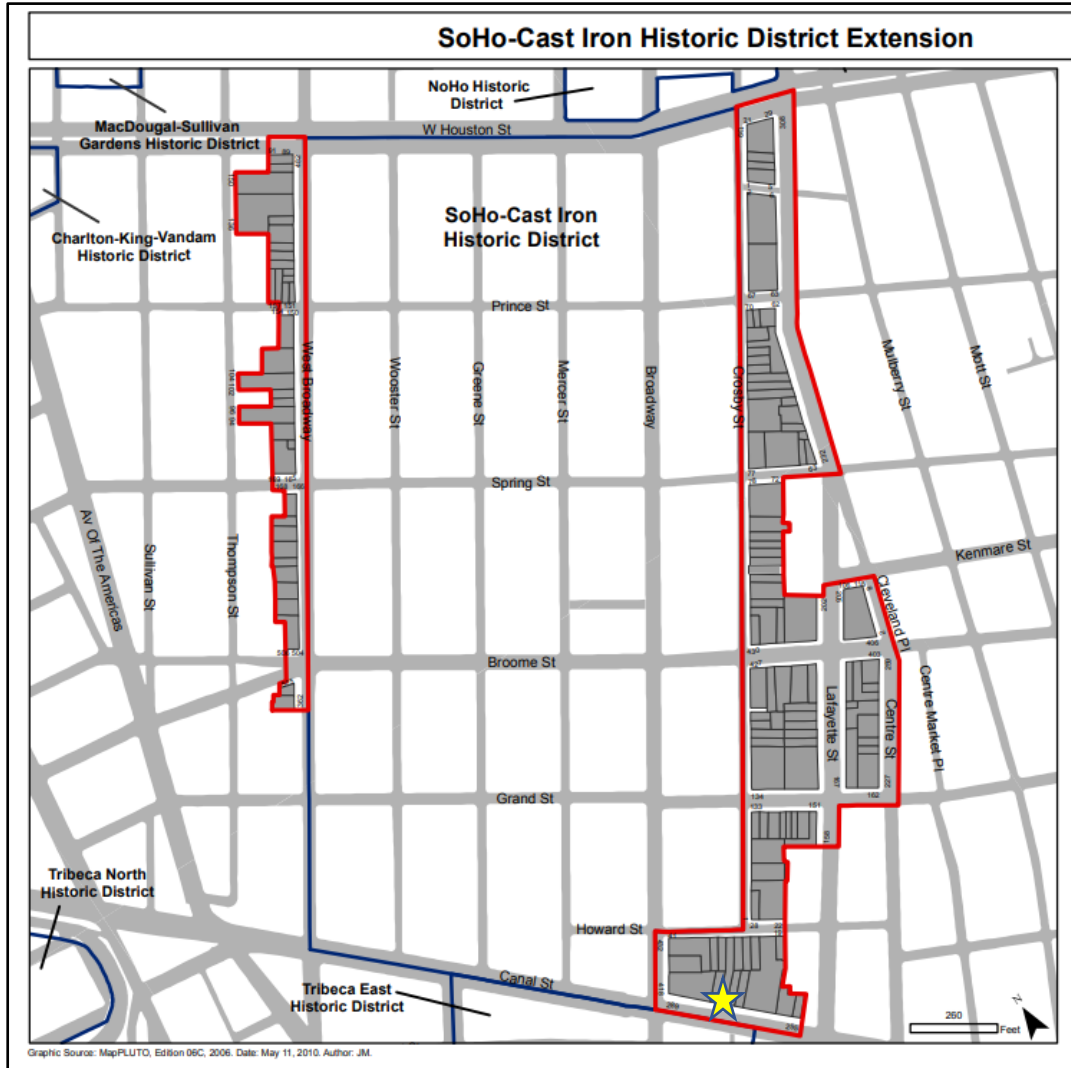 SoHo-Cast Iron Historic District Extension
NoHo Historic
District
MacDougal-Sullivan
Gardens Historic District
W Houston St
Charlton-King-Vandam
Historic District
SoHo-Cast Iron
Historic District
Prince St
West Broadway
Wooster St
Greene St
Mercer St
Broadway
Crosby St
Mulberry St
Mott St
Spring St
Av Of The Americas
Sullivan St
Thompson St
Kenmare St
Cleveland Pl
Broome St
Lafayette St
Centre St
Centre Market Pl
Grand St
134
133
151
162
Tribeca North
Historic District
Howard St
Canal St
Tribeca East
Historic District
260
Feet
'N.
Graphic Source: MapPLUTO, Edition 06C, 2006. Date: May 11, 2010. Author: JM.